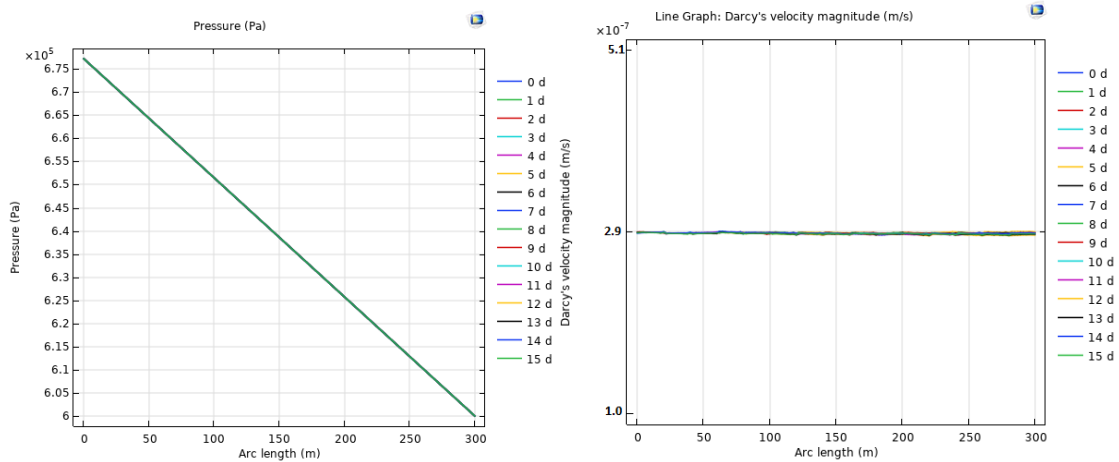 Pressure (Pa)
×10⁵
6.75
6.7
6.65
6.6
6.55
6.5
6.45
6.4
6.35
6.3
6.25
6.2
6.15
6.1
6.05
6
Pressure (Pa)
0 50 100 150 200 250 300
Arc length (m)
0 d
1 d
2 d
3 d
4 d
5 d
6 d
7 d
8 d
9 d
10 d
11 d
12 d
13 d
14 d
15 d
Line Graph: Darcy's velocity magnitude (m/s)
×10⁻⁷
5.1
2.9
1.0
Darcy's velocity magnitude (m/s)
0 50 100 150 200 250 300
Arc length (m)
0 d
1 d
2 d
3 d
4 d
5 d
6 d
7 d
8 d
9 d
10 d
11 d
12 d
13 d
14 d
15 d